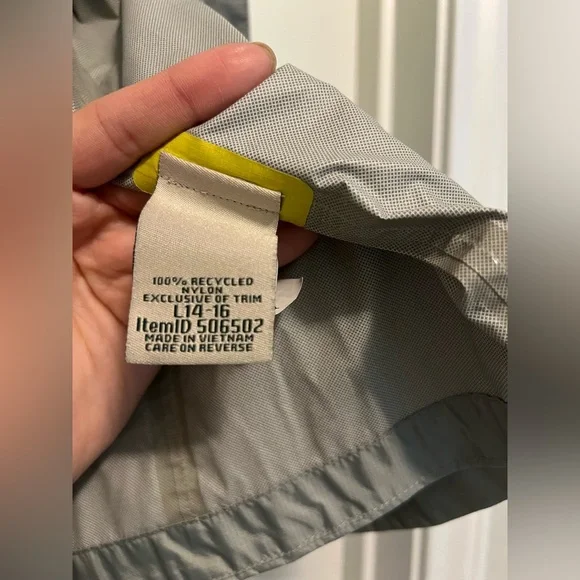 100% RECYCLED
NYLON
EXCLUSIVE OF TRIM
L14-16
ItemID 506502
MADE IN VIETNAM
CARE ON REVERSE